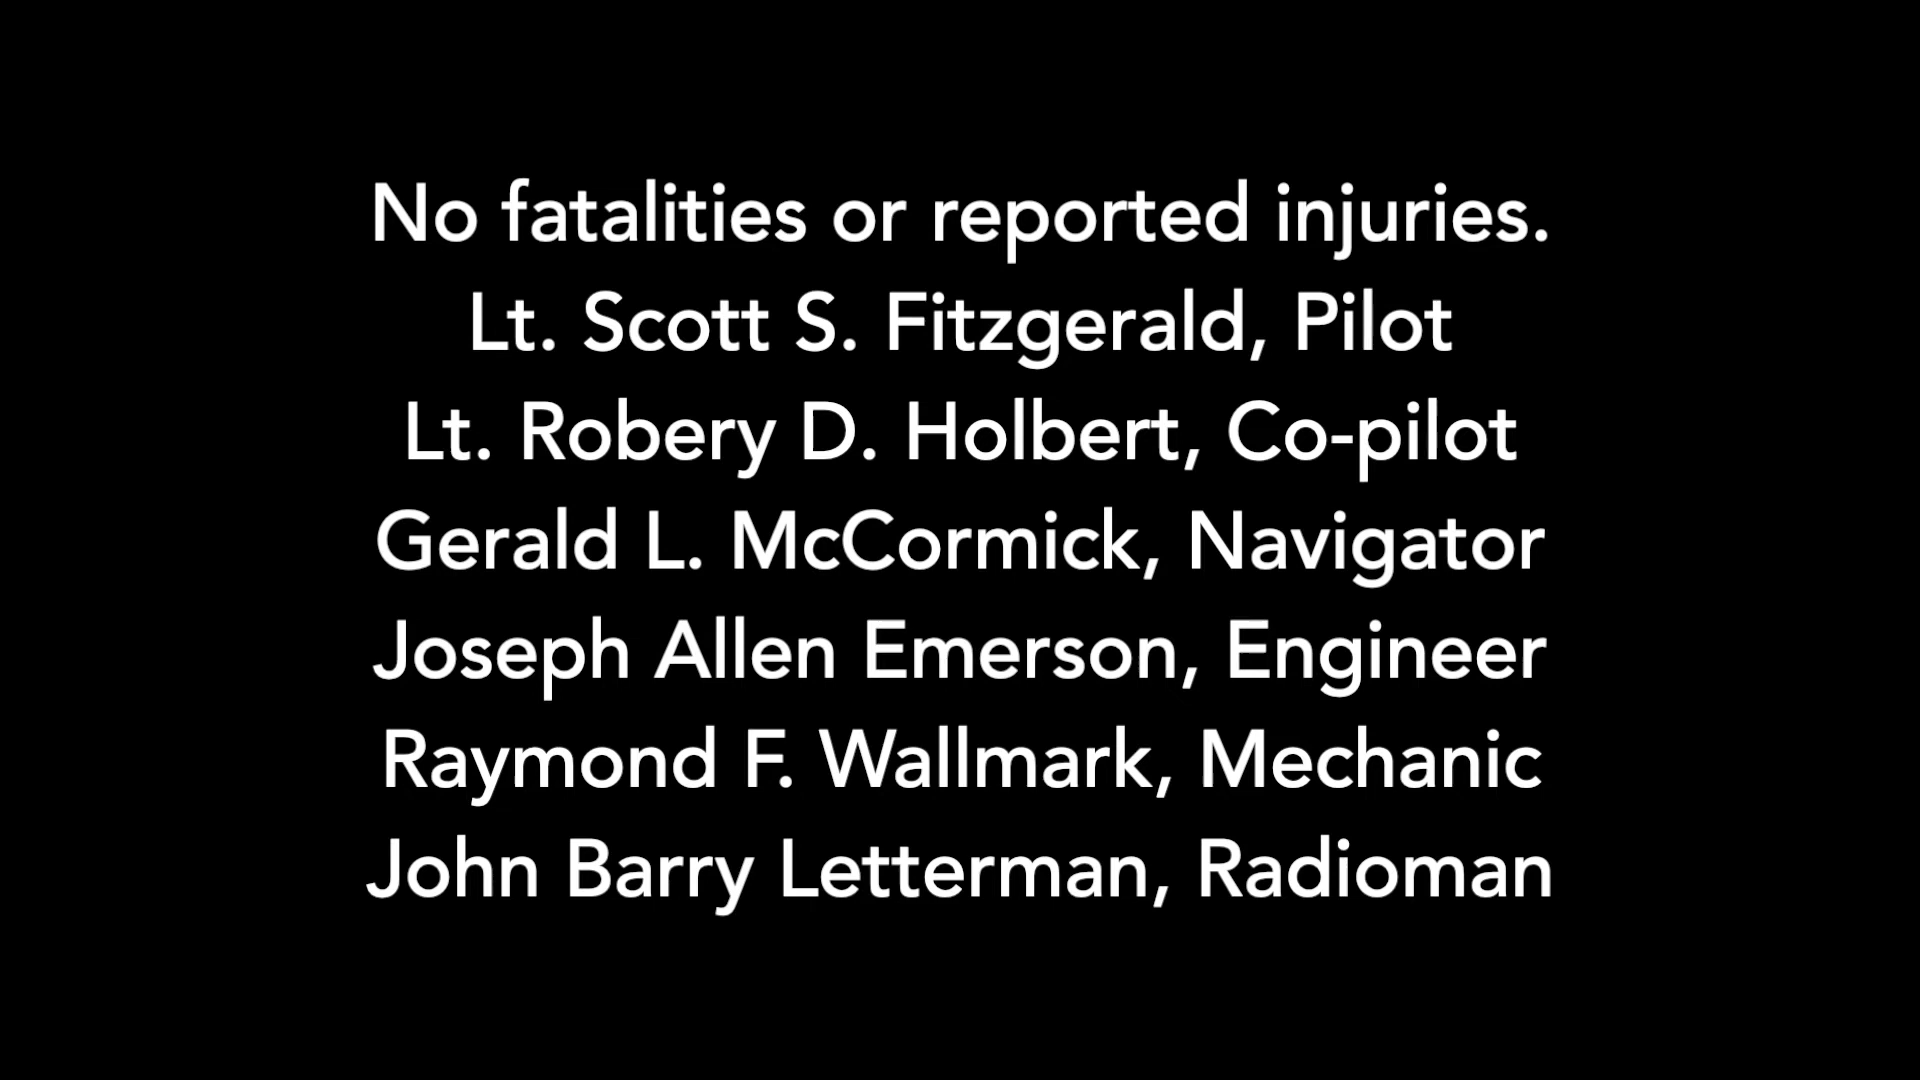 No fatalities or reported injuries.
Lt. Scott S. Fitzgerald, Pilot
Lt. Robery D. Holbert, Co-pilot
Gerald L. McCormick, Navigator
Joseph Allen Emerson, Engineer
Raymond F. Wallmark, Mechanic
John Barry Letterman, Radioman